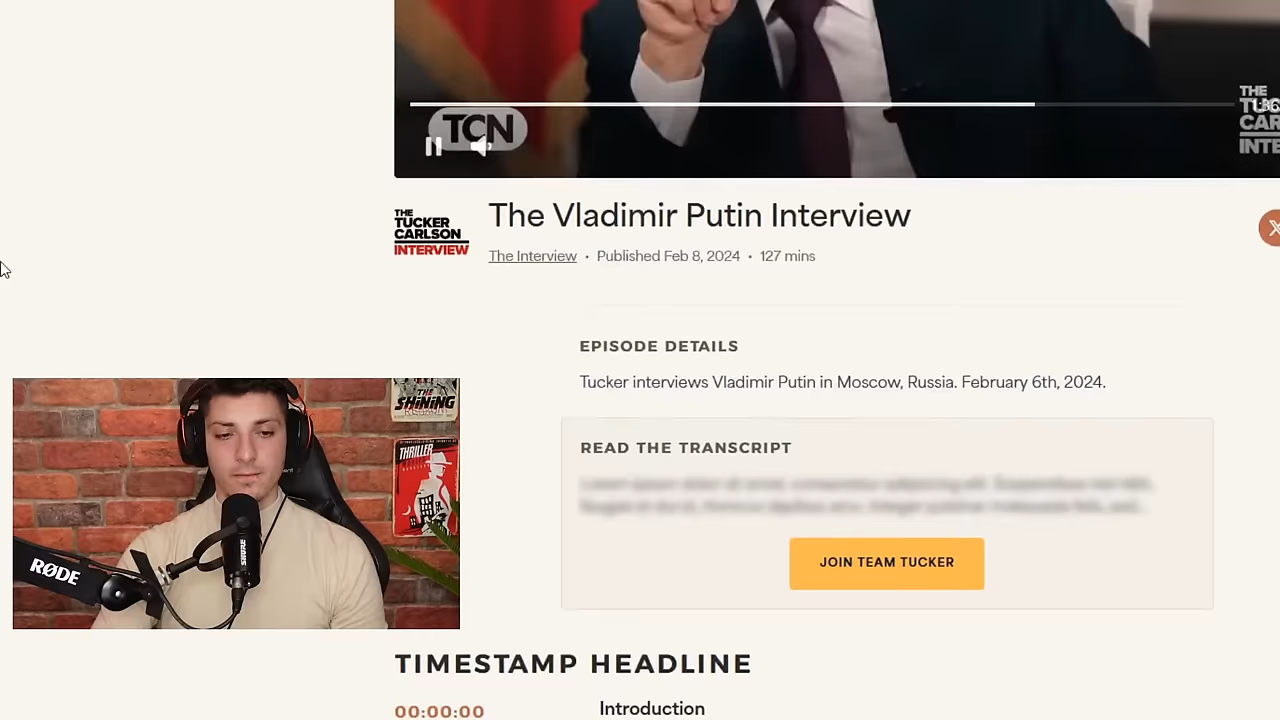 TCN
THE
TUCKER
CARLSON
INTERVIEW
The Vladimir Putin Interview
The Interview • Published Feb 8, 2024 • 127 mins
EPISODE DETAILS
Tucker interviews Vladimir Putin in Moscow, Russia. February 6th, 2024.
READ THE TRANSCRIPT
JOIN TEAM TUCKER
THE
SHINING
THRILLER
RØDE
SHURE
TIMESTAMP HEADLINE
00:00:00 Introduction